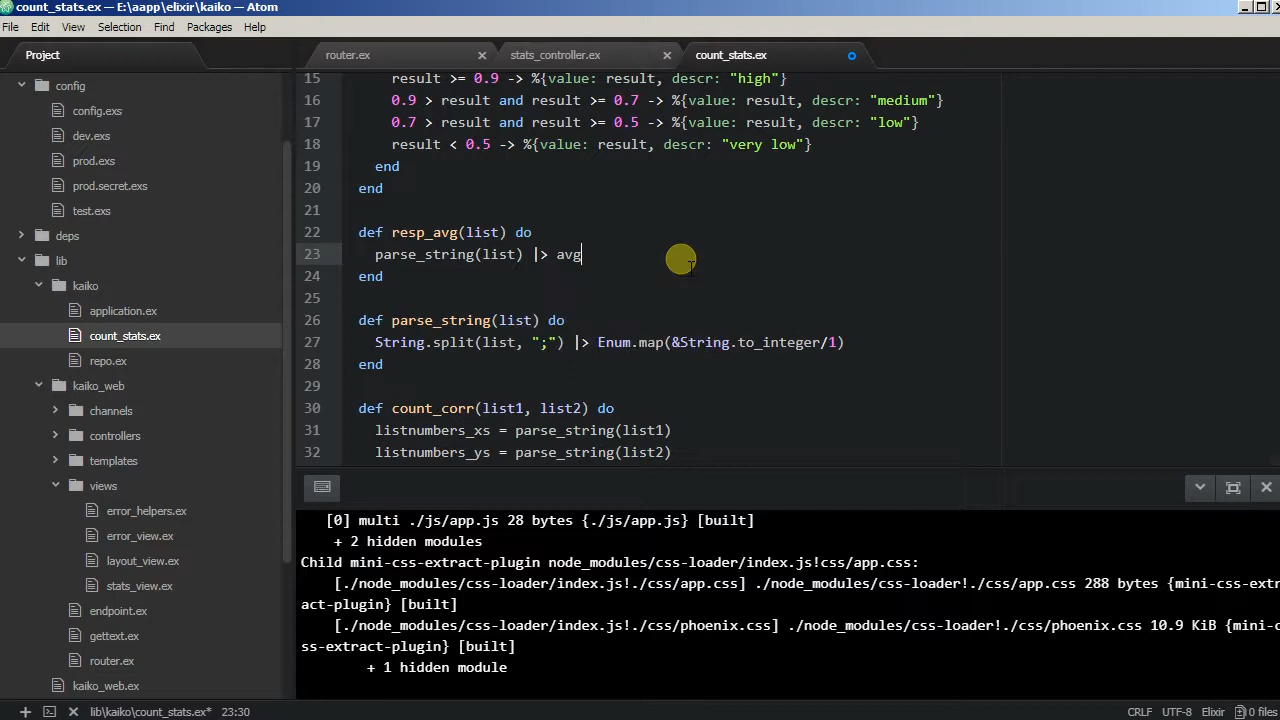 count_stats.ex — E:\aapp\elixir\kaiko — Atom
File Edit View Selection Find Packages Help
Project
router.ex
stats_controller.ex
count_stats.ex
config
config.exs
dev.exs
prod.exs
prod.secret.exs
test.exs
deps
lib
kaiko
application.ex
count_stats.ex
repo.ex
kaiko_web
channels
controllers
templates
views
error_helpers.ex
error_view.ex
layout_view.ex
stats_view.ex
endpoint.ex
gettext.ex
router.ex
kaiko_web.ex
15 result >= 0.9 -> %{value: result, descr: "high"}
16 0.9 > result and result >= 0.7 -> %{value: result, descr: "medium"}
17 0.7 > result and result >= 0.5 -> %{value: result, descr: "low"}
18 result < 0.5 -> %{value: result, descr: "very low"}
19 end
20 end
21
22 def resp_avg(list) do
23 parse_string(list) |> avg
24 end
25
26 def parse_string(list) do
27 String.split(list, ";") |> Enum.map(&String.to_integer/1)
28 end
29
30 def count_corr(list1, list2) do
31 listnumbers_xs = parse_string(list1)
32 listnumbers_ys = parse_string(list2)
[0] multi ./js/app.js 28 bytes {./js/app.js} [built]
+ 2 hidden modules
Child mini-css-extract-plugin node_modules/css-loader/index.js!css/app.css:
[./node_modules/css-loader/index.js!./css/app.css] ./node_modules/css-loader!./css/app.css 288 bytes {mini-css-extr
act-plugin} [built]
[./node_modules/css-loader/index.js!./css/phoenix.css] ./node_modules/css-loader!./css/phoenix.css 10.9 KiB {mini-c
ss-extract-plugin} [built]
+ 1 hidden module
lib\kaiko\count_stats.ex* 23:30
CRLF UTF-8 Elixir 0 files